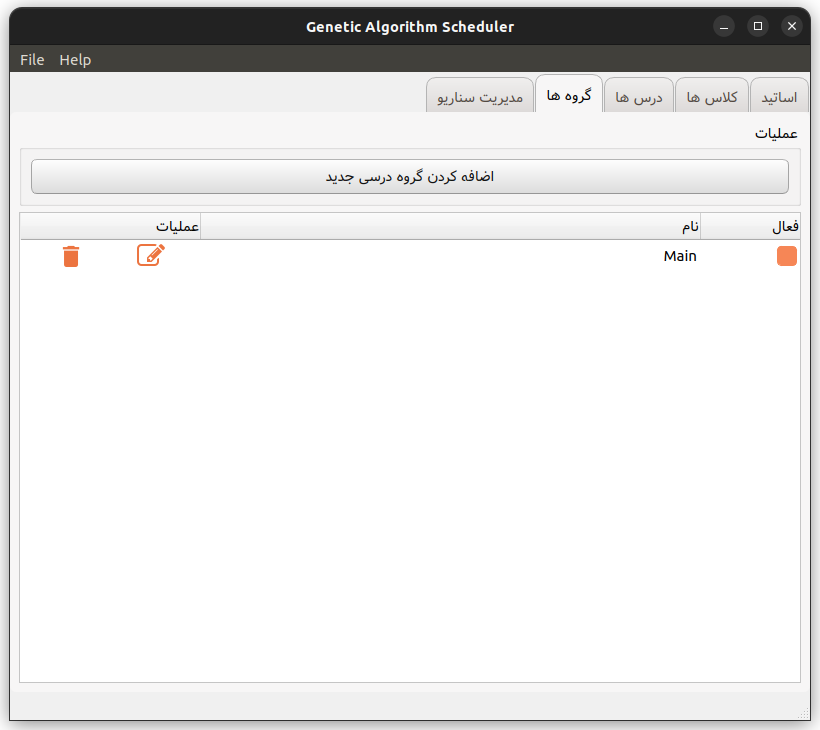 Genetic Algorithm Scheduler
File Help
اساتید کلاس ها درس ها گروه ها مدیریت سناریو
عملیات
اضافه کردن گروه درسی جدید
فعال نام عملیات
Main